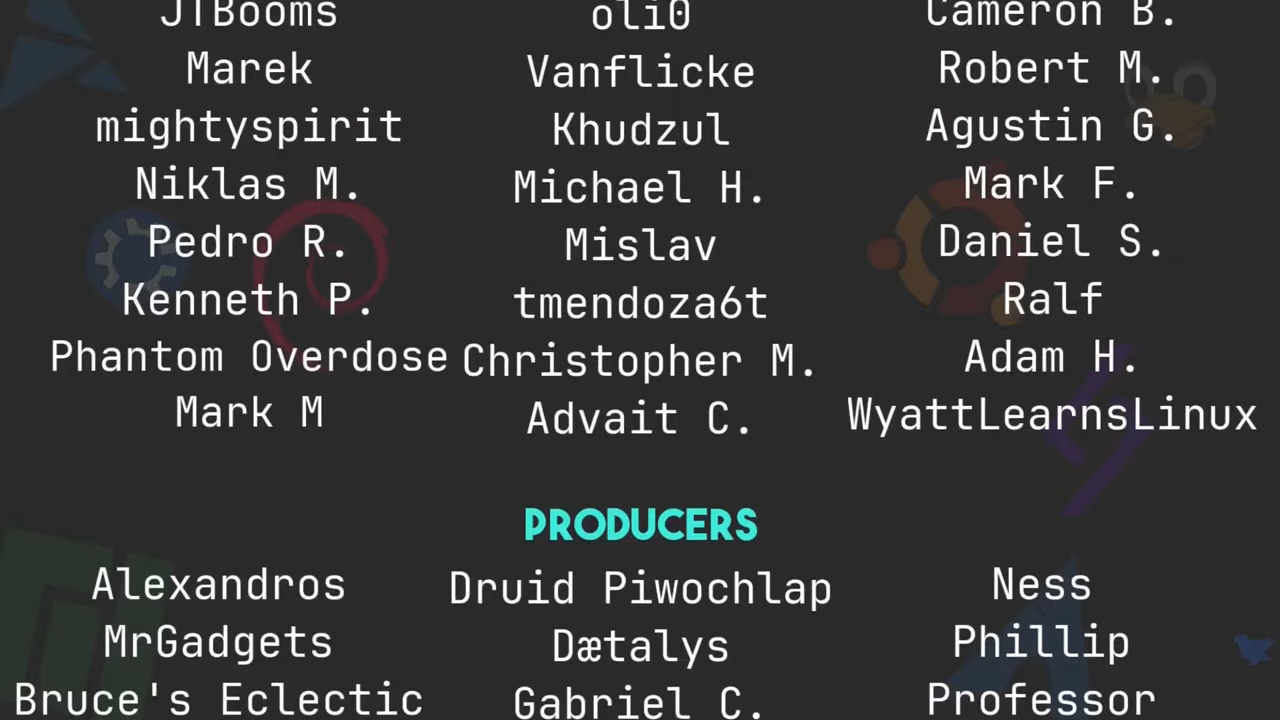 JTBooms oli0 Cameron B.
Marek Vanflicke Robert M.
mightyspirit Khudzul Agustin G.
Niklas M. Michael H. Mark F.
Pedro R. Mislav Daniel S.
Kenneth P. tmendoza6t Ralf
Phantom Overdose Christopher M. Adam H.
Mark M Advait C. WyattLearnsLinux
PRODUCERS
Alexandros Druid Piwochlap Ness
MrGadgets Dætalys Phillip
Bruce's Eclectic Gabriel C. Professor